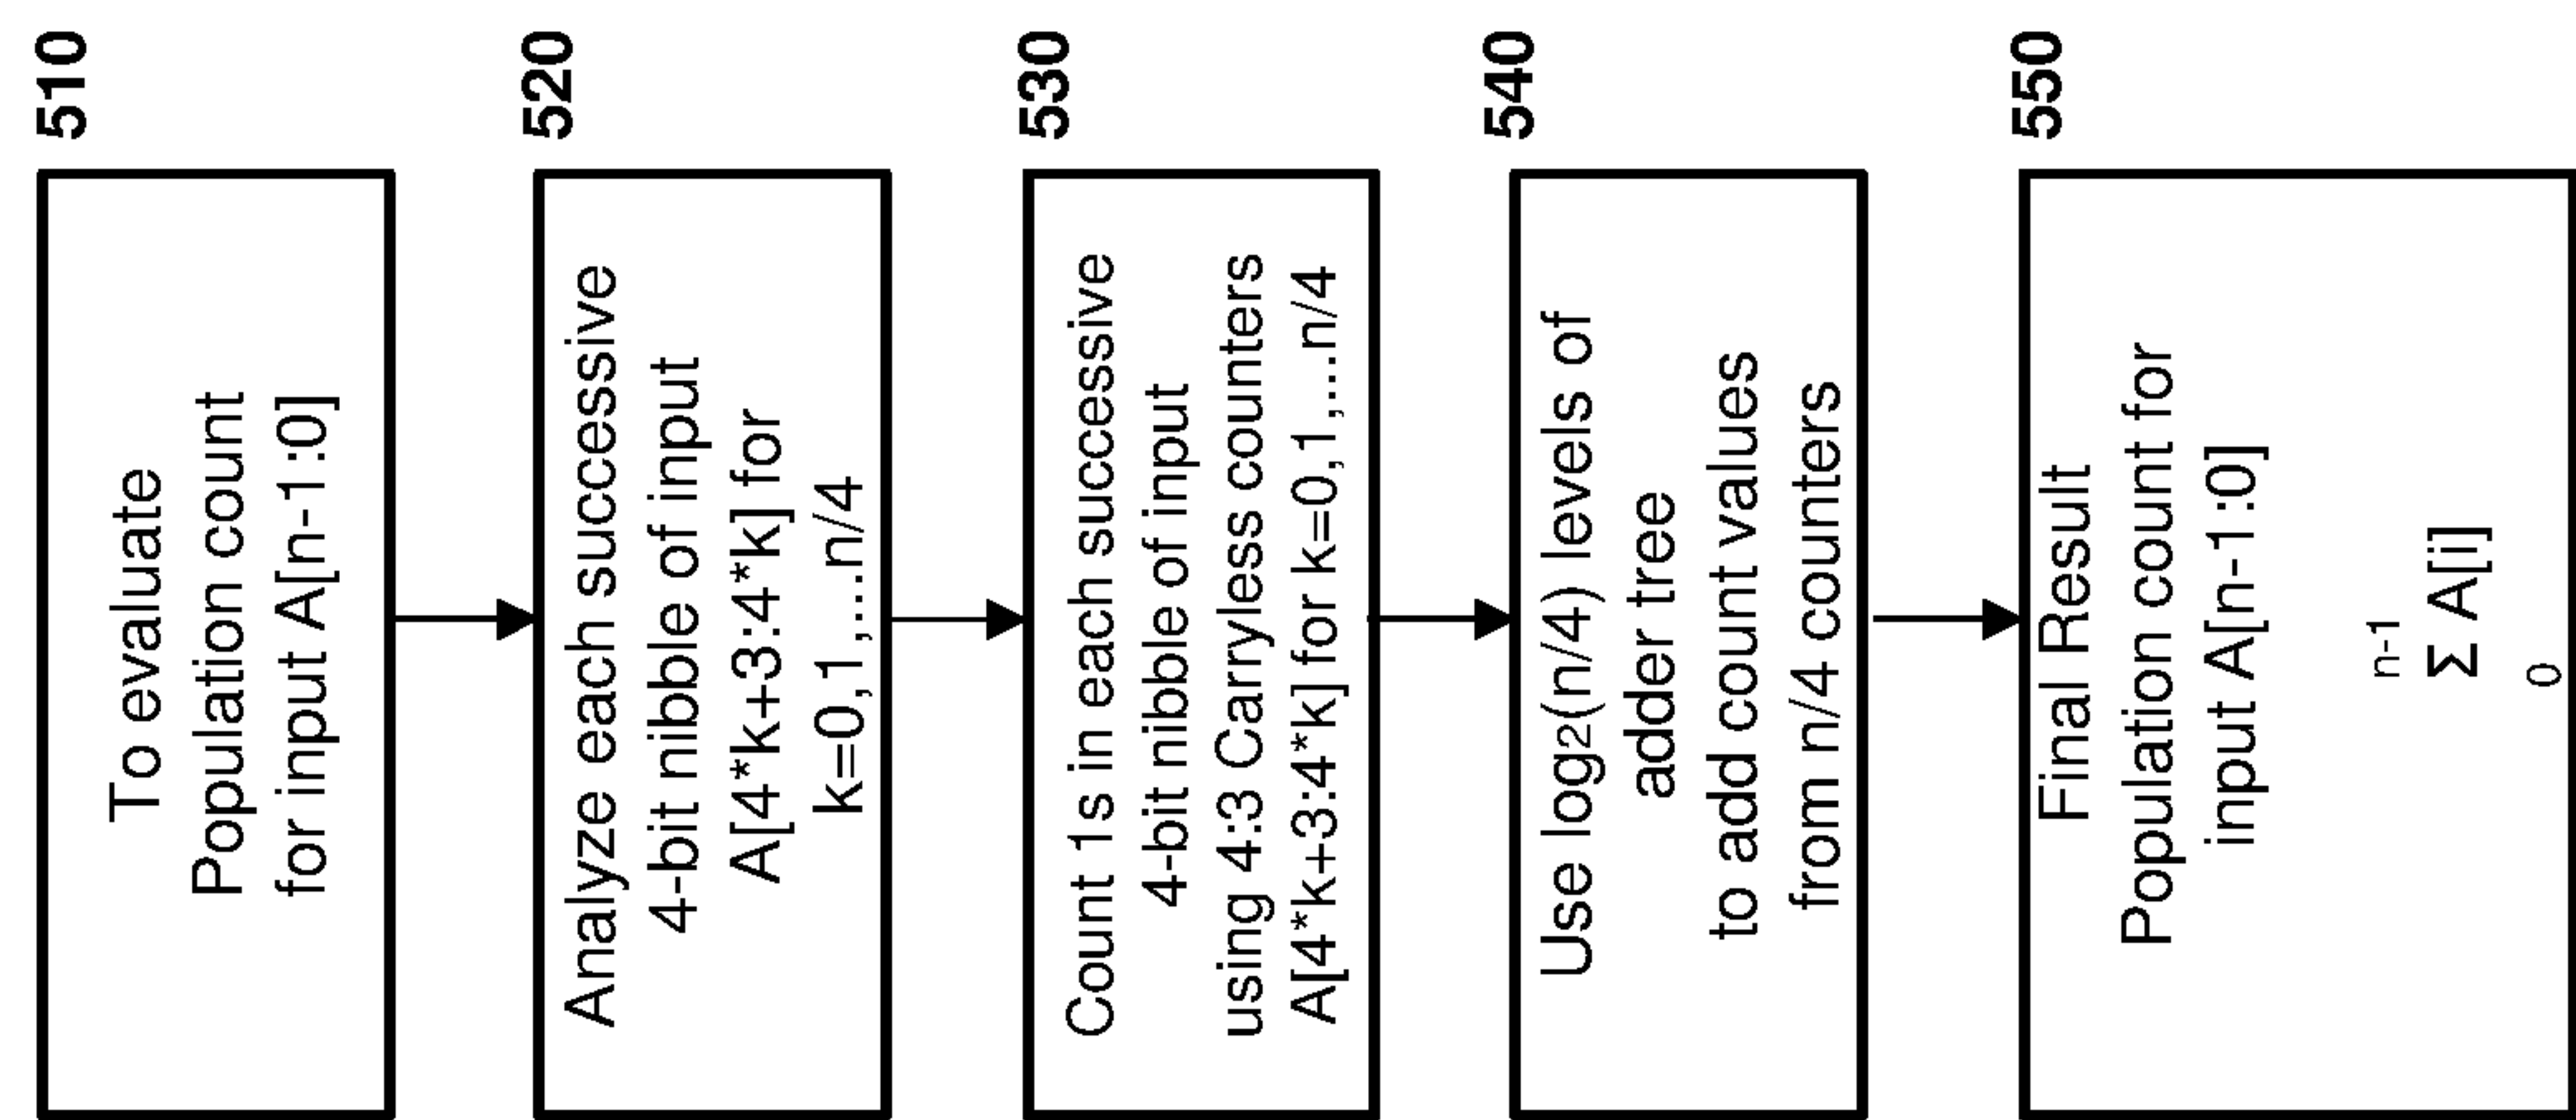 510
To evaluate
Population count
for input A[n-1:0]
520
Analyze each successive
4-bit nibble of input
A[4*k+3:4*k] for
k=0,1,...n/4
530
Count 1s in each successive
4-bit nibble of input
using 4:3 Carryless counters
A[4*k+3:4*k] for k=0,1,...n/4
540
Use log2(n/4) levels of
adder tree
to add count values
from n/4 counters
550
Final Result
Population count for
input A[n-1:0]
n-1
Σ A[i]
0